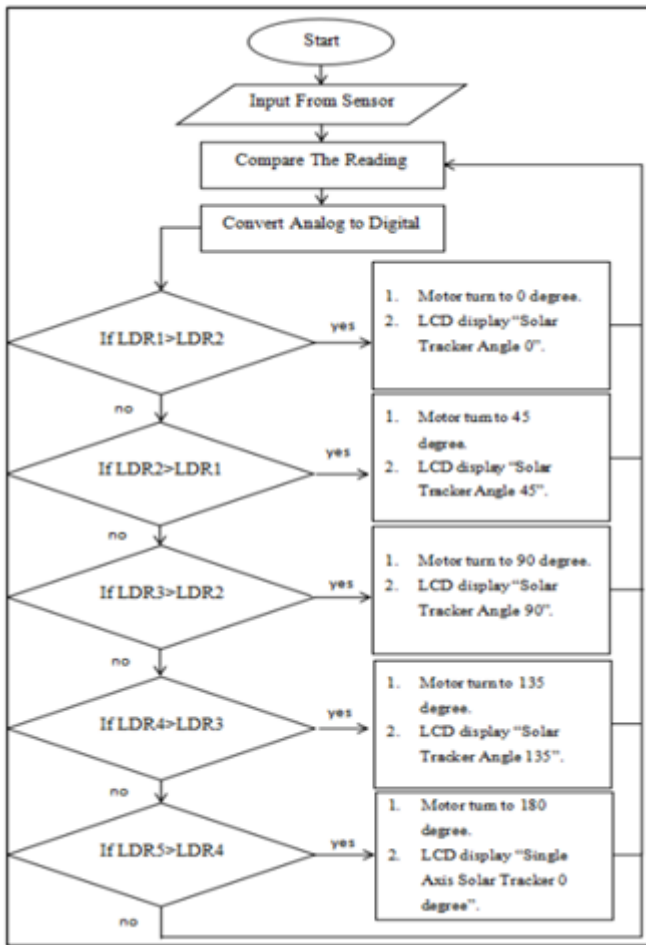 Start
Input From Sensor
Compare The Reading
Convert Analog to Digital
If LDR1>LDR2
yes
1. Motor turn to 0 degree.
2. LCD display “Solar
Tracker Angle 0”.
no
If LDR2>LDR1
yes
1. Motor turn to 45
degree.
2. LCD display “Solar
Tracker Angle 45”.
no
If LDR3>LDR2
yes
1. Motor turn to 90 degree.
2. LCD display “Solar
Tracker Angle 90”.
no
If LDR4>LDR3
yes
1. Motor turn to 135
degree.
2. LCD display “Solar
Tracker Angle 135”.
no
If LDR5>LDR4
yes
1. Motor turn to 180
degree.
2. LCD display “Single
Axis Solar Tracker 0
degree”.
no